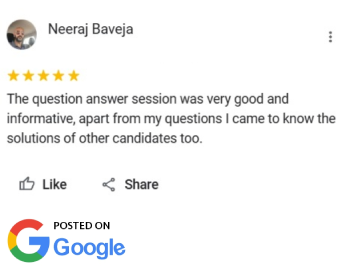 Neeraj Baveja
The question answer session was very good and
informative, apart from my questions I came to know the
solutions of other candidates too.
Like
Share
POSTED ON
Google